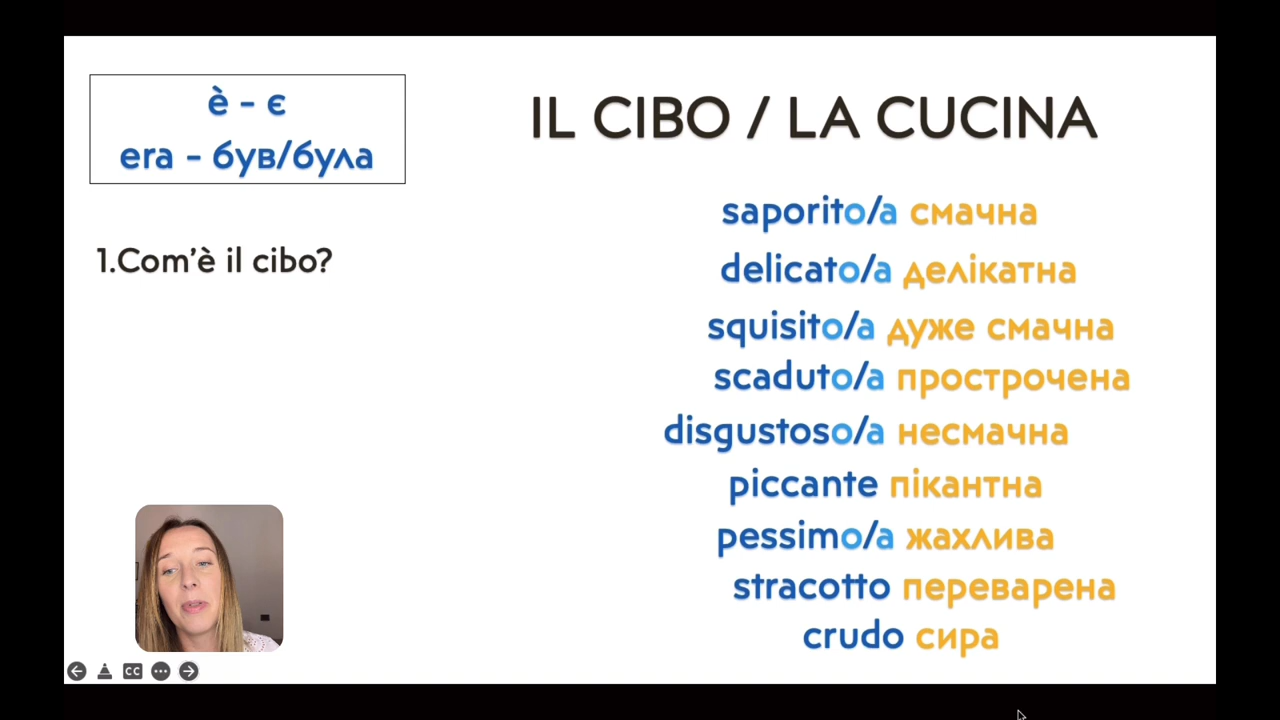 è - є
era - був/була
IL CIBO / LA CUCINA
1.Com’è il cibo?
saporito/a смачна
delicato/a делікатна
squisito/a дуже смачна
scaduto/a прострочена
disgustoso/a несмачна
piccante пікантна
pessimo/a жахлива
stracotto переварена
crudo сира
CC